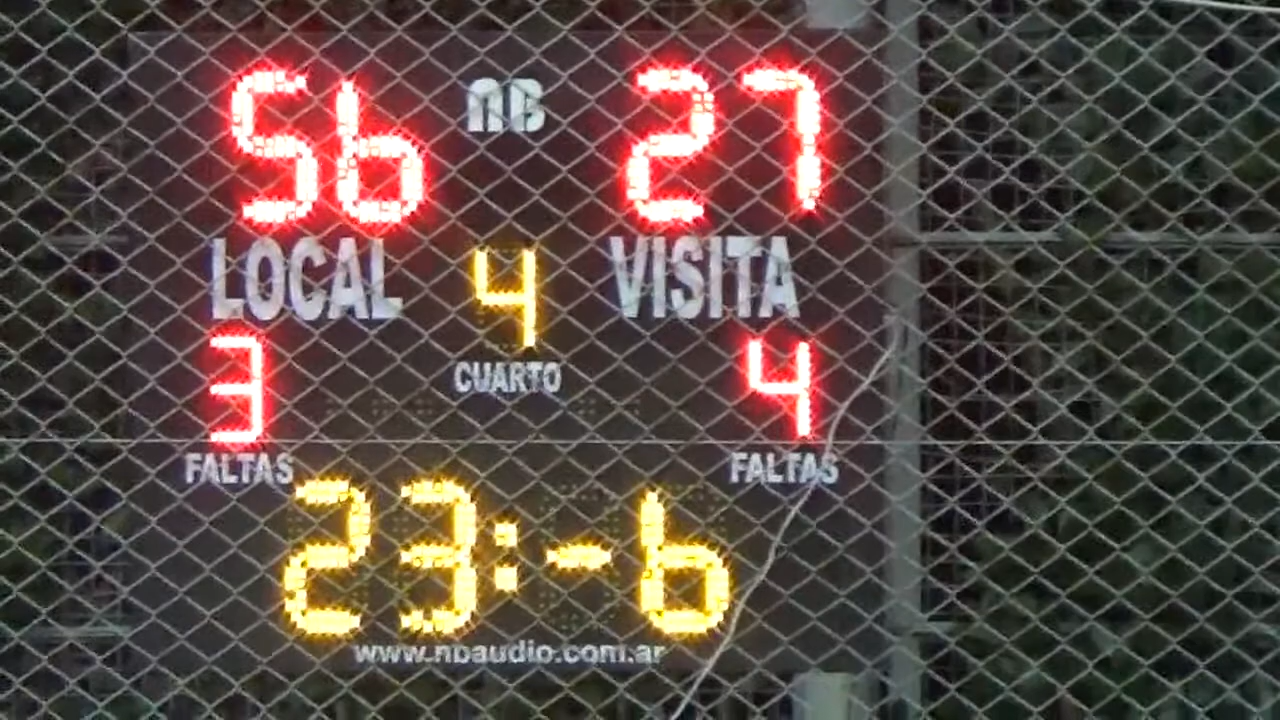 56 NB 27
LOCAL 4 VISITA
3 CUARTO 4
FALTAS FALTAS
23:-6
www.nbaudio.com.ar